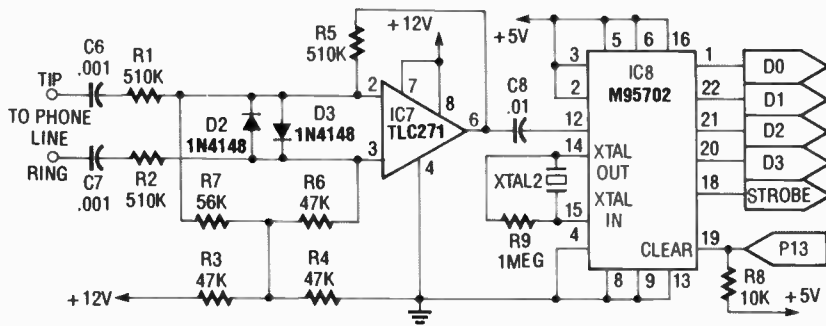 C6
.001
R1
510K
TIP
TO PHONE
LINE
RING
C7
.001
R2
510K
D2
1N4148
D3
1N4148
R7
56K
R6
47K
R3
47K
R4
47K
+12V
R5
510K
+12V
2
7
8
IC7
TLC271
3
4
6
C8
.01
+5V
5
6
16
3
2
IC8
M95702
12
14
XTAL
OUT
XTAL2
XTAL
IN
15
R9
1MEG
4
CLEAR
8
9
13
1
D0
22
D1
21
D2
20
D3
18
STROBE
19
P13
R8
10K
+5V